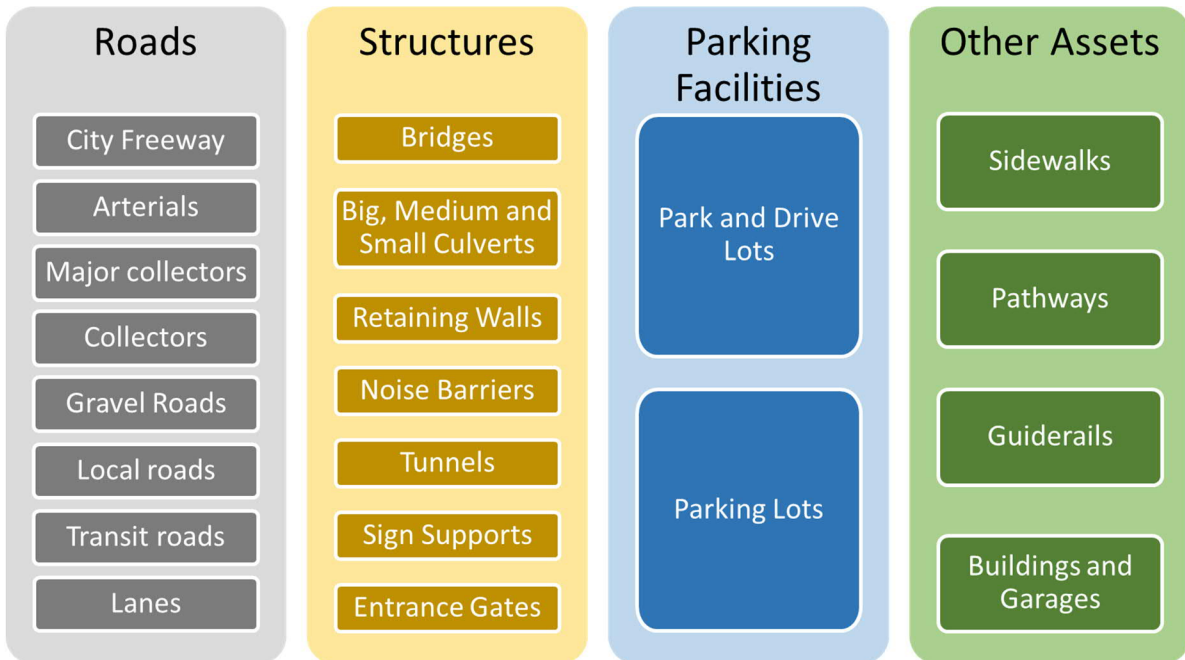 Roads
City Freeway
Arterials
Major collectors
Collectors
Gravel Roads
Local roads
Transit roads
Lanes
Structures
Bridges
Big, Medium and
Small Culverts
Retaining Walls
Noise Barriers
Tunnels
Sign Supports
Entrance Gates
Parking
Facilities
Park and Drive
Lots
Parking Lots
Other Assets
Sidewalks
Pathways
Guiderails
Buildings and
Garages